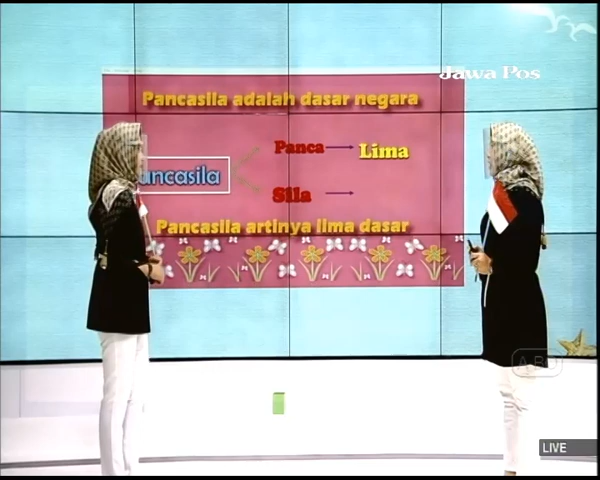 Jawa Pos
Pancasila adalah dasar negara
Panca
Lima
ancasila
Sila
Pancasila artinya lima dasar
LIVE